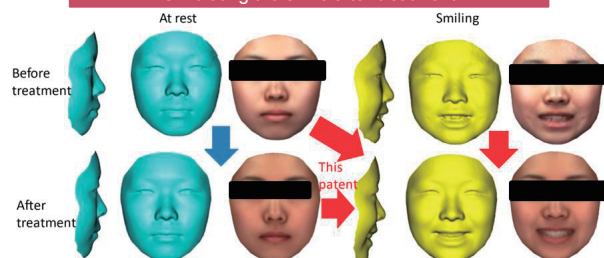 At rest
Smiling
Before
treatment
This
patent
After
treatment